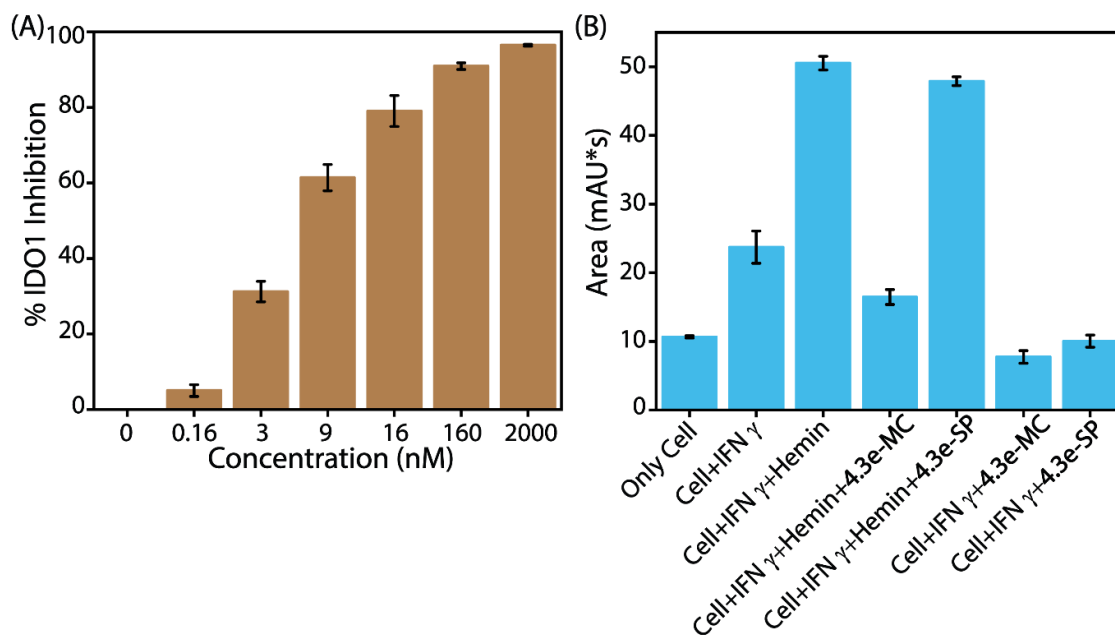 (A)
% IDO1 Inhibition
100
80
60
40
20
0
0 0.16 3 9 16 160 2000
Concentration (nM)
(B)
Area (mAU*s)
50
40
30
20
10
0
Only Cell
Cell+IFN γ
Cell+IFN γ+Hemin
Cell+IFN γ+Hemin+4.3e-MC
Cell+IFN γ+Hemin+4.3e-SP
Cell+IFN γ+4.3e-MC
Cell+IFN γ+4.3e-SP